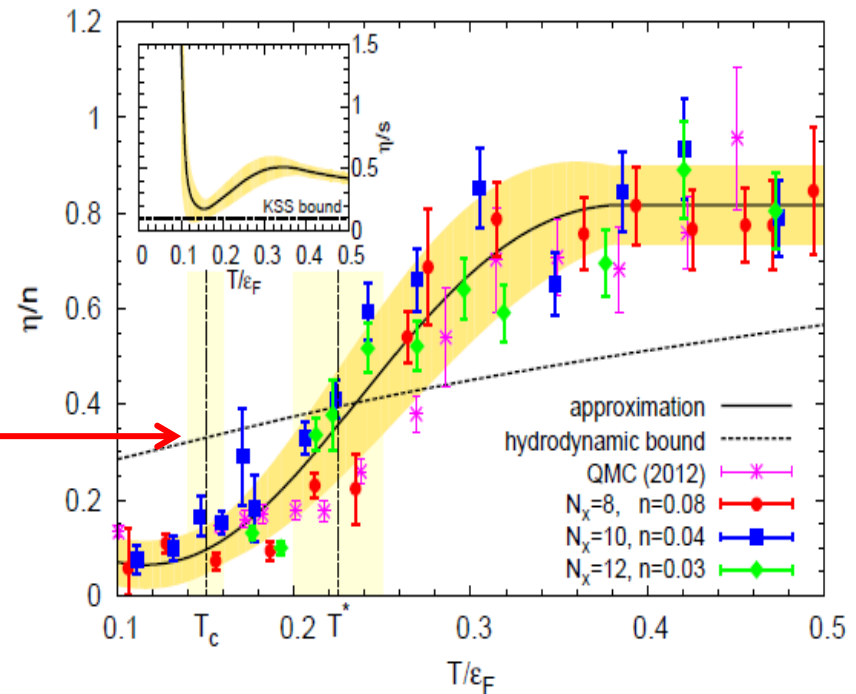 1.2
1
0.8
0.6
0.4
0.2
0
η/n
1.5
1
0.5
0
η/s
KSS bound
0 0.1 0.2 0.3 0.4 0.5
T/ε_F
approximation
hydrodynamic bound
QMC (2012)
N_x=8, n=0.08
N_x=10, n=0.04
N_x=12, n=0.03
0.1 T_c 0.2 T^* 0.3 0.4 0.5
T/ε_F